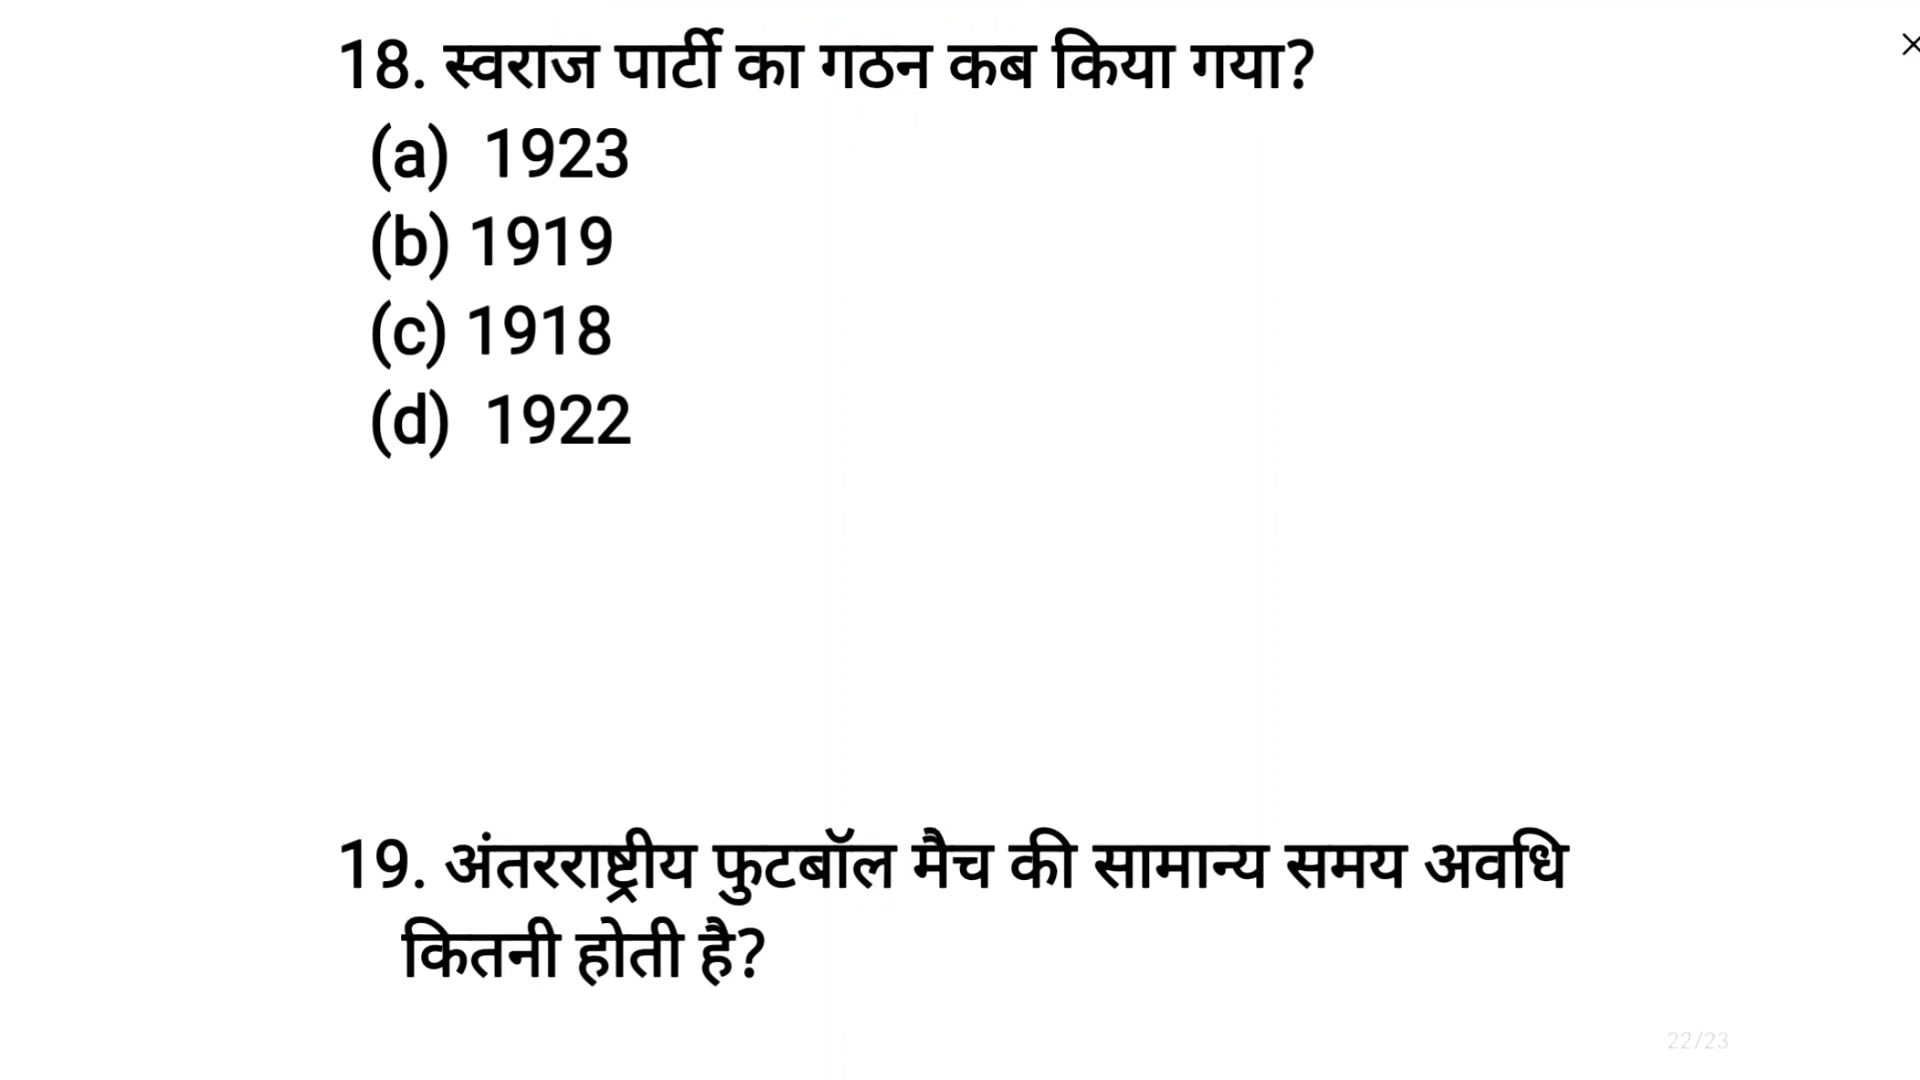 18. स्वराज पार्टी का गठन कब किया गया?
(a) 1923
(b) 1919
(c) 1918
(d) 1922
19. अंतरराष्ट्रीय फुटबॉल मैच की सामान्य समय अवधि
कितनी होती है?
22/23